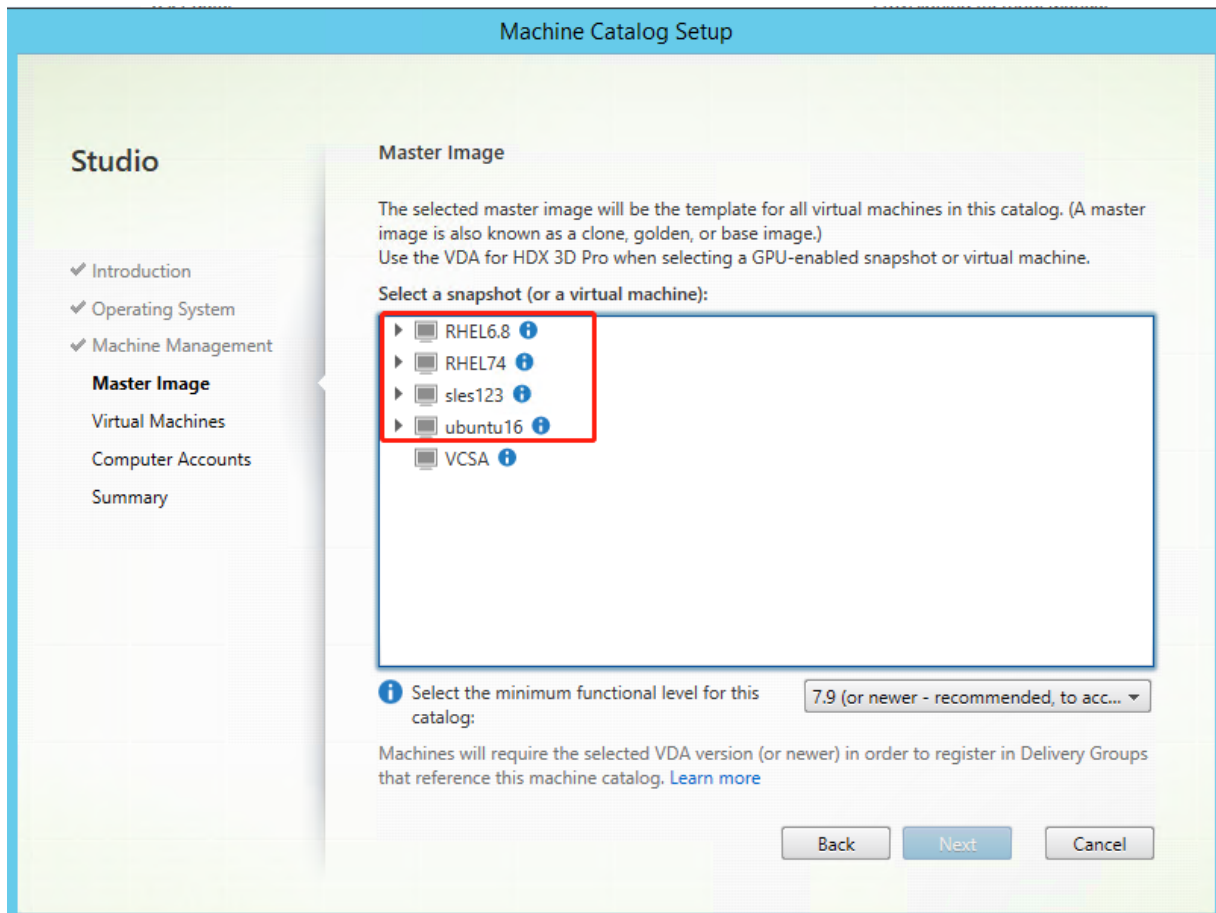 Machine Catalog Setup
Studio
Introduction
Operating System
Machine Management
Master Image
Virtual Machines
Computer Accounts
Summary
Master Image
The selected master image will be the template for all virtual machines in this catalog. (A master
image is also known as a clone, golden, or base image.)
Use the VDA for HDX 3D Pro when selecting a GPU-enabled snapshot or virtual machine.
Select a snapshot (or a virtual machine):
RHEL6.8
RHEL74
sles123
ubuntu16
VCSA
Select the minimum functional level for this
catalog:
7.9 (or newer - recommended, to acc...
Machines will require the selected VDA version (or newer) in order to register in Delivery Groups
that reference this machine catalog. Learn more
Back
Next
Cancel